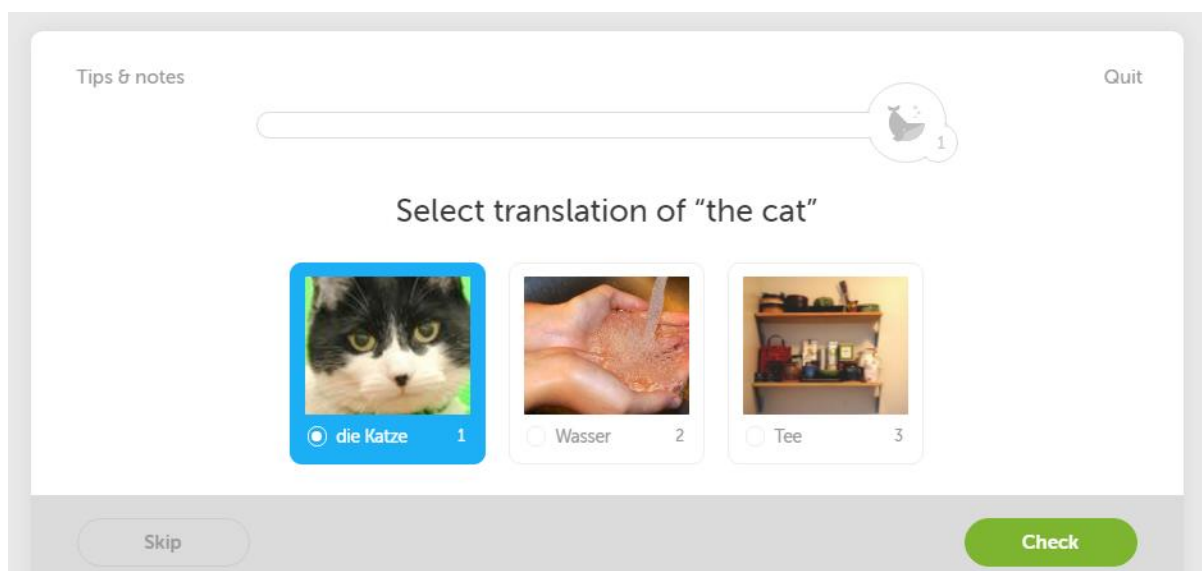 Tips & notes
Quit
1
Select translation of “the cat”
die Katze 1
Wasser 2
Tee 3
Skip
Check